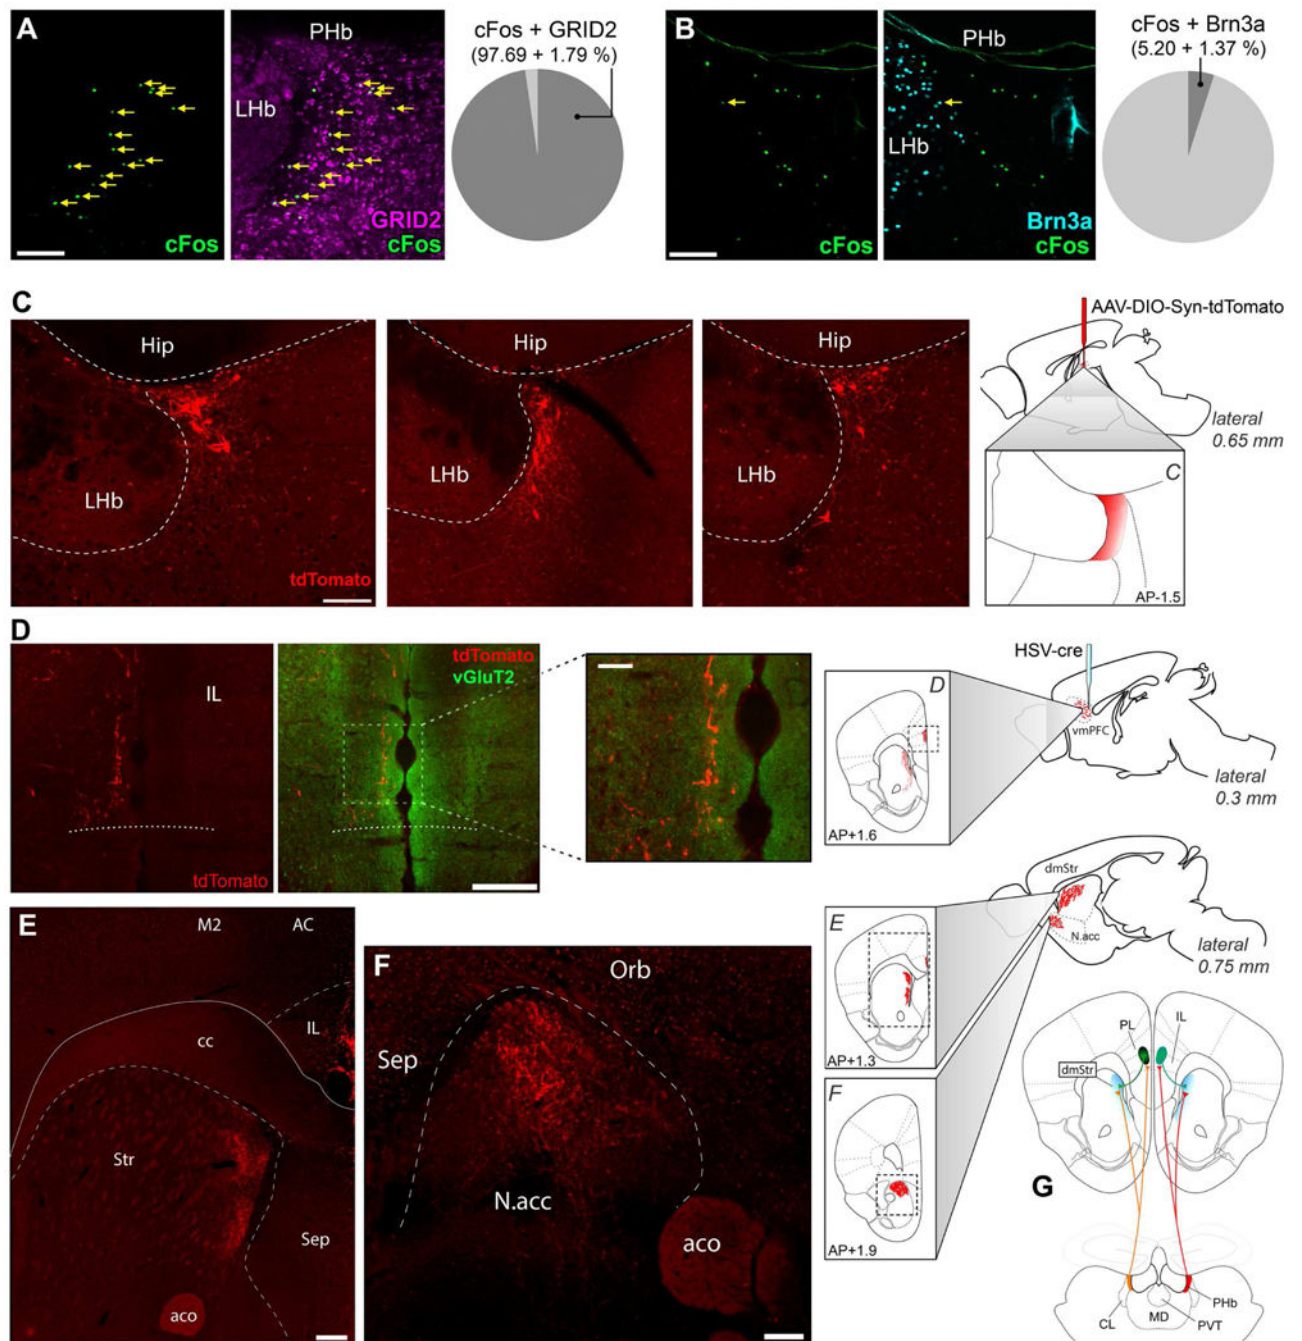 A
cFos
PHb
LHb
GRID2
cFos
cFos + GRID2
(97.69 + 1.79 %)
B
cFos
PHb
LHb
Brn3a
cFos
cFos + Brn3a
(5.20 + 1.37 %)
C
Hip
LHb
tdTomato
Hip
LHb
Hip
LHb
AAV-DIO-Syn-tdTomato
lateral
0.65 mm
C
AP-1.5
D
IL
tdTomato
tdTomato
vGluT2
D
AP+1.6
HSV-cre
vmPFC
lateral
0.3 mm
E
M2
AC
IL
cc
Str
Sep
aco
F
Orb
Sep
N.acc
aco
E
AP+1.3
F
AP+1.9
dmStr
N.acc
lateral
0.75 mm
PL
IL
dmStr
G
CL
MD
PVT
PHb